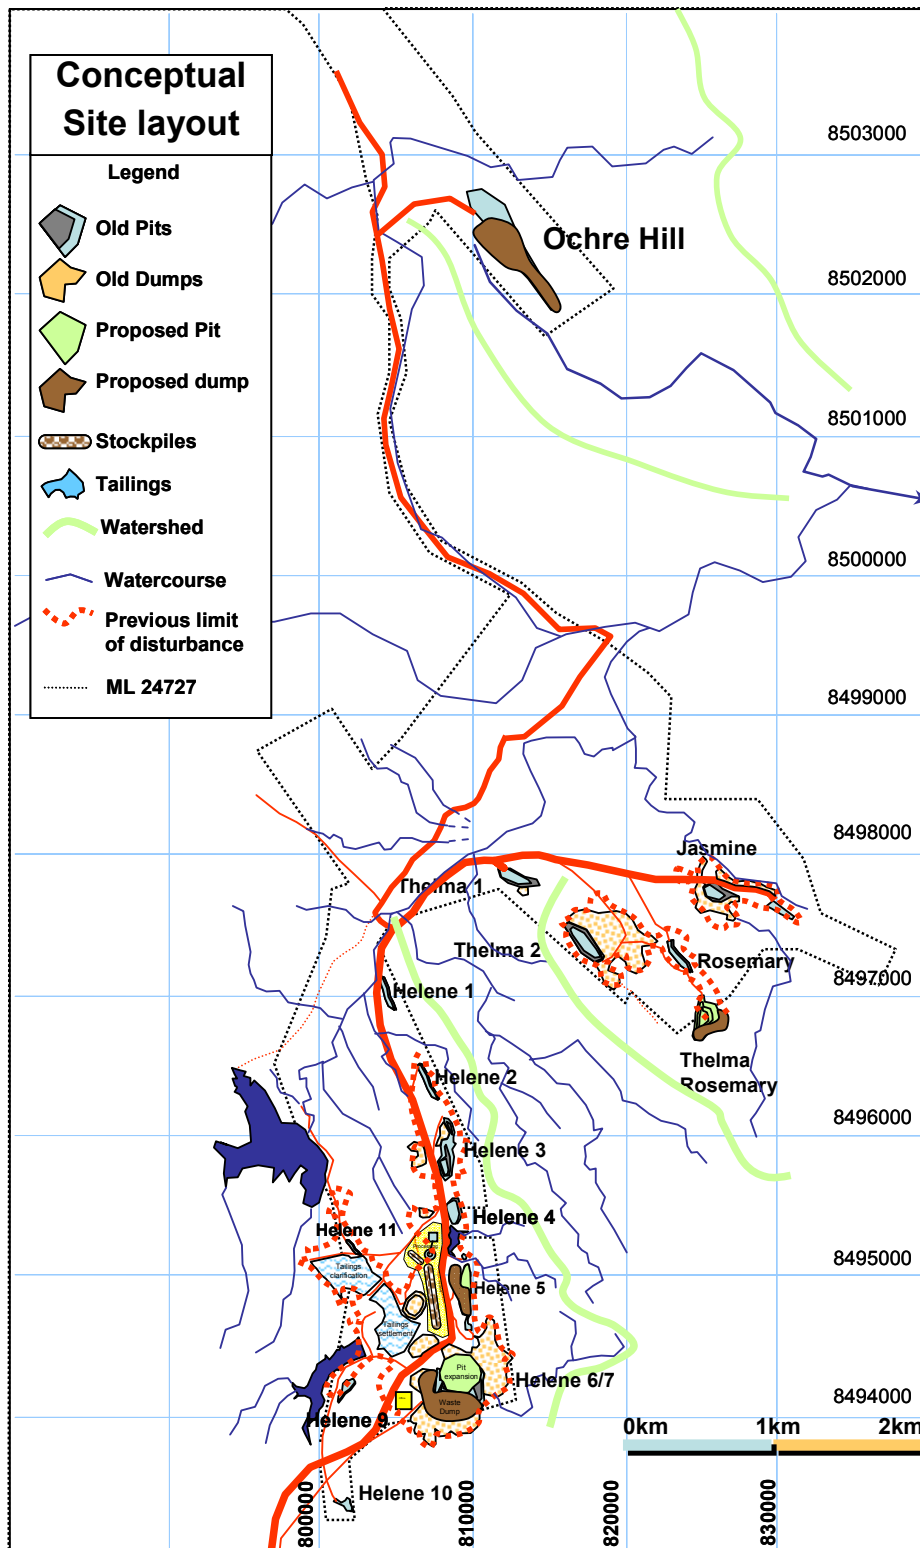 Conceptual
Site layout
Legend
Old Pits
Old Dumps
Proposed Pit
Proposed dump
Stockpiles
Tailings
Watershed
Watercourse
Previous limit
of disturbance
ML 24727
8503000
Ochre Hill
8502000
8501000
8500000
8499000
8498000
Jasmine
Thelma 1
Thelma 2
Rosemary
8497000
Helene 1
Thelma
Rosemary
Helene 2
8496000
Helene 3
Helene 4
Helene 11
8495000
Tailings
clarification
Helene 5
Tailings
settlement
Pit
expansion
Helene 6/7
Waste
Dump
8494000
Helene 9
0km
1km
2km
Helene 10
800000
810000
820000
830000